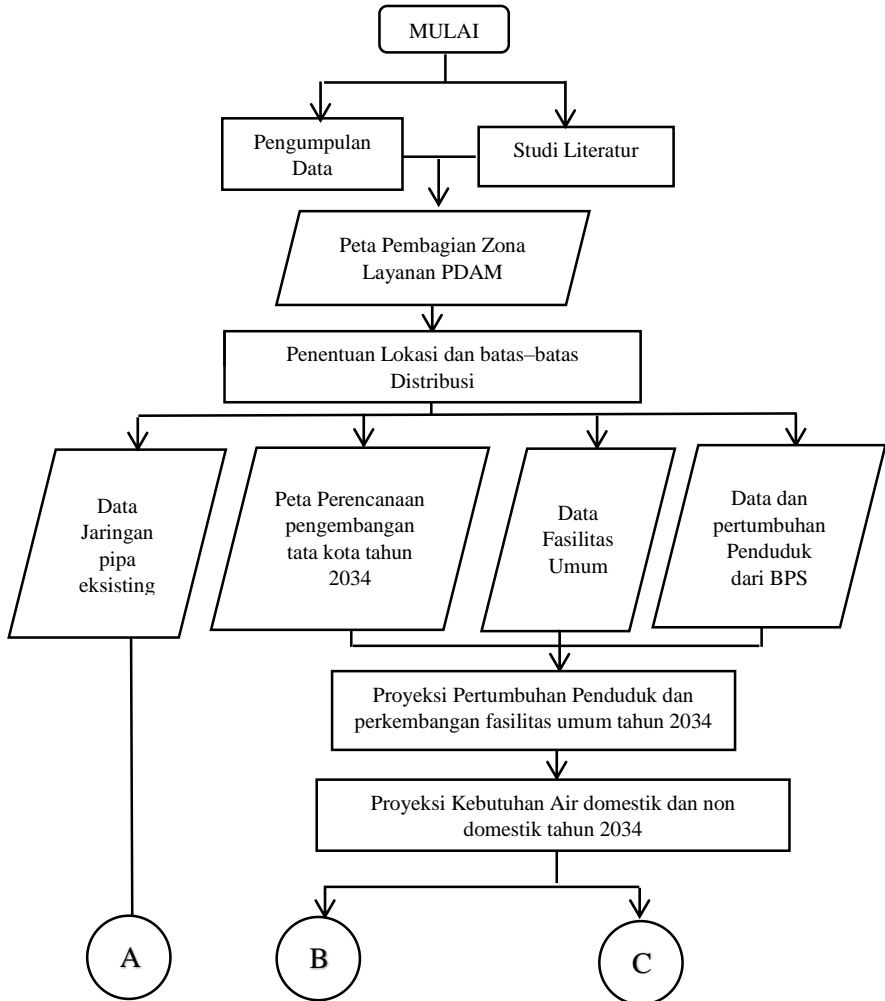 MULAI
Pengumpulan
Data
Studi Literatur
Peta Pembagian Zona
Layanan PDAM
Penentuan Lokasi dan batas–batas
Distribusi
Data
Jaringan
pipa
eksisting
Peta Perencanaan
pengembangan
tata kota tahun
2034
Data
Fasilitas
Umum
Data dan
pertumbuhan
Penduduk
dari BPS
Proyeksi Pertumbuhan Penduduk dan
perkembangan fasilitas umum tahun 2034
Proyeksi Kebutuhan Air domestik dan non
domestik tahun 2034
A
B
C